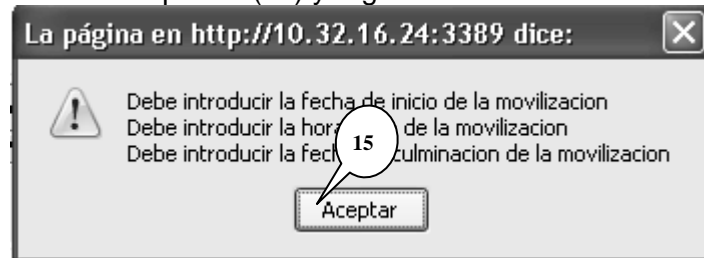 La página en http://10.32.16.24:3389 dice:
Debe introducir la fecha de inicio de la movilizacion
Debe introducir la hora de la movilizacion
Debe introducir la fech culminacion de la movilizacion
15
Aceptar